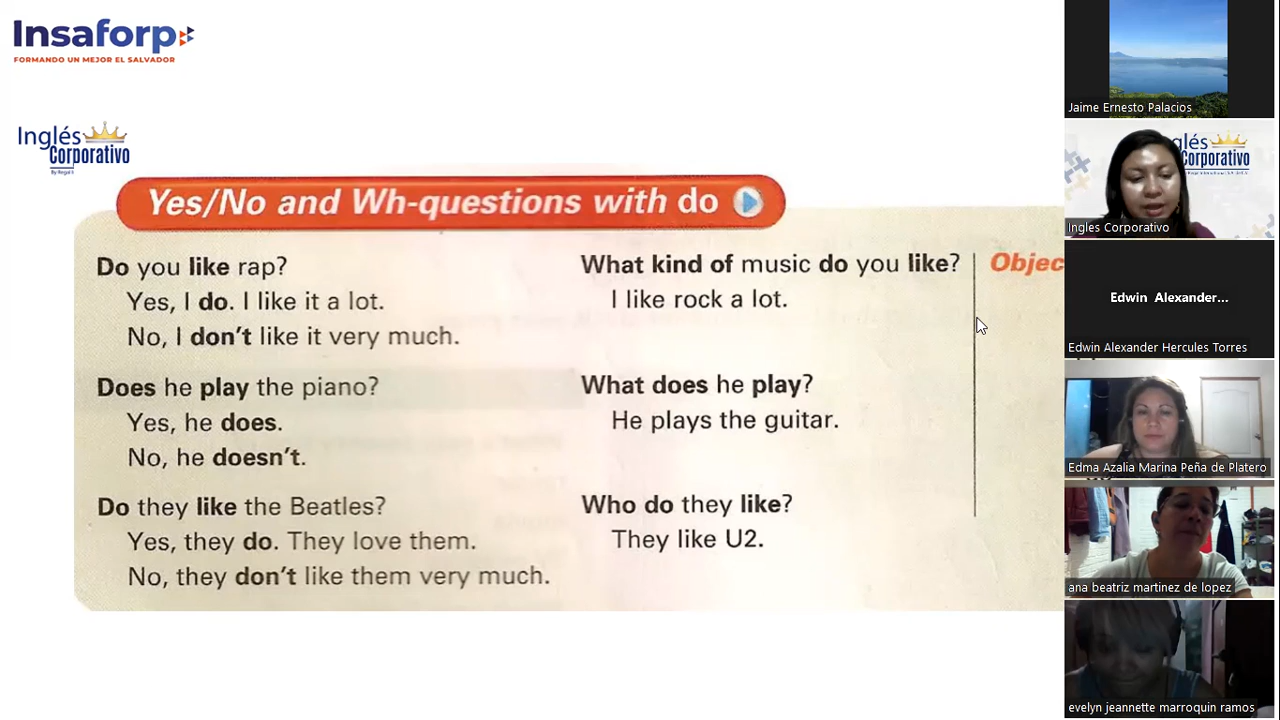 Insaforp
FORMANDO UN MEJOR EL SALVADOR
Inglés
Corporativo
Yes/No and Wh-questions with do
Do you like rap?
Yes, I do. I like it a lot.
No, I don't like it very much.
Does he play the piano?
Yes, he does.
No, he doesn't.
Do they like the Beatles?
Yes, they do. They love them.
No, they don't like them very much.
What kind of music do you like?
I like rock a lot.
What does he play?
He plays the guitar.
Who do they like?
They like U2.
Objec
Jaime Ernesto Palacios
glés
Corporativo
Ingles Corporativo
Edwin Alexander...
Edwin Alexander Hercules Torres
Edma Azalia Marina Peña de Platero
ana beatriz martinez de lopez
evelyn jeannette marroquin ramos